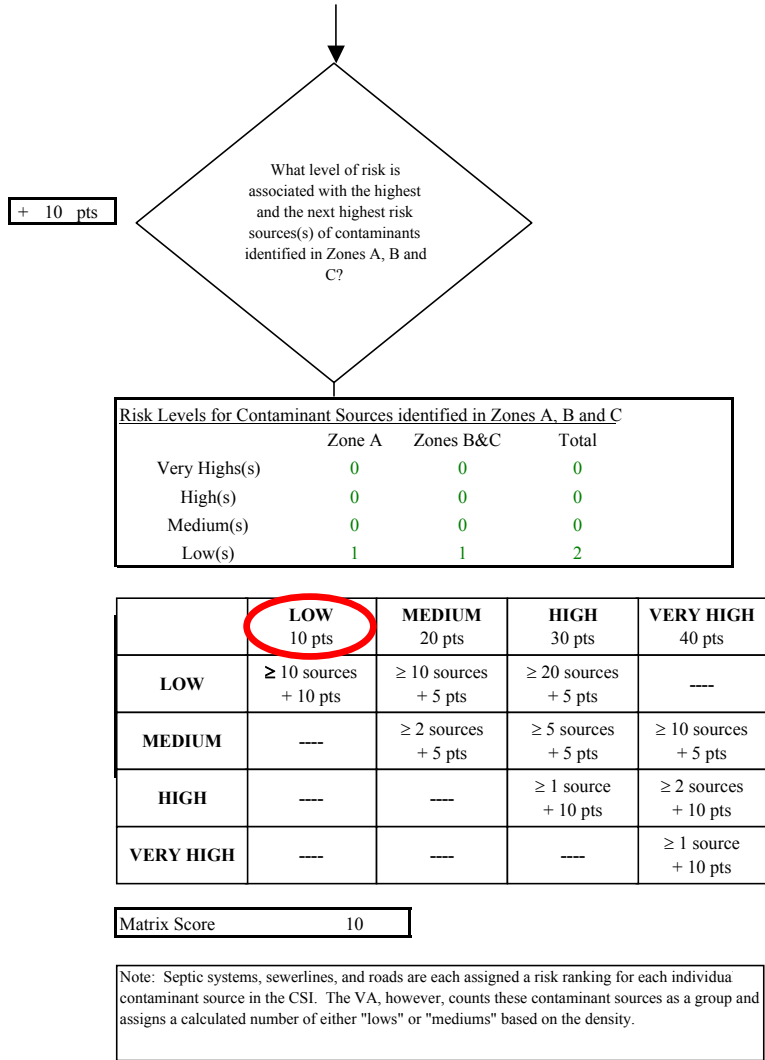 What level of risk is
associated with the highest
and the next highest risk
sources(s) of contaminants
identified in Zones A, B and
C?
+ 10 pts
Risk Levels for Contaminant Sources identified in Zones A, B and C
Zone A Zones B&C Total
Very Highs(s) 0 0 0
High(s) 0 0 0
Medium(s) 0 0 0
Low(s) 1 1 2
LOW MEDIUM HIGH VERY HIGH
10 pts 20 pts 30 pts 40 pts
LOW ≥ 10 sources + 10 pts ≥ 10 sources + 5 pts ≥ 20 sources + 5 pts ----
MEDIUM ---- ≥ 2 sources + 5 pts ≥ 5 sources + 5 pts ≥ 10 sources + 5 pts
HIGH ---- ---- ≥ 1 source + 10 pts ≥ 2 sources + 10 pts
VERY HIGH ---- ---- ---- ≥ 1 source + 10 pts
Matrix Score 10
Note: Septic systems, sewerlines, and roads are each assigned a risk ranking for each individua
contaminant source in the CSI. The VA, however, counts these contaminant sources as a group and
assigns a calculated number of either "lows" or "mediums" based on the density.